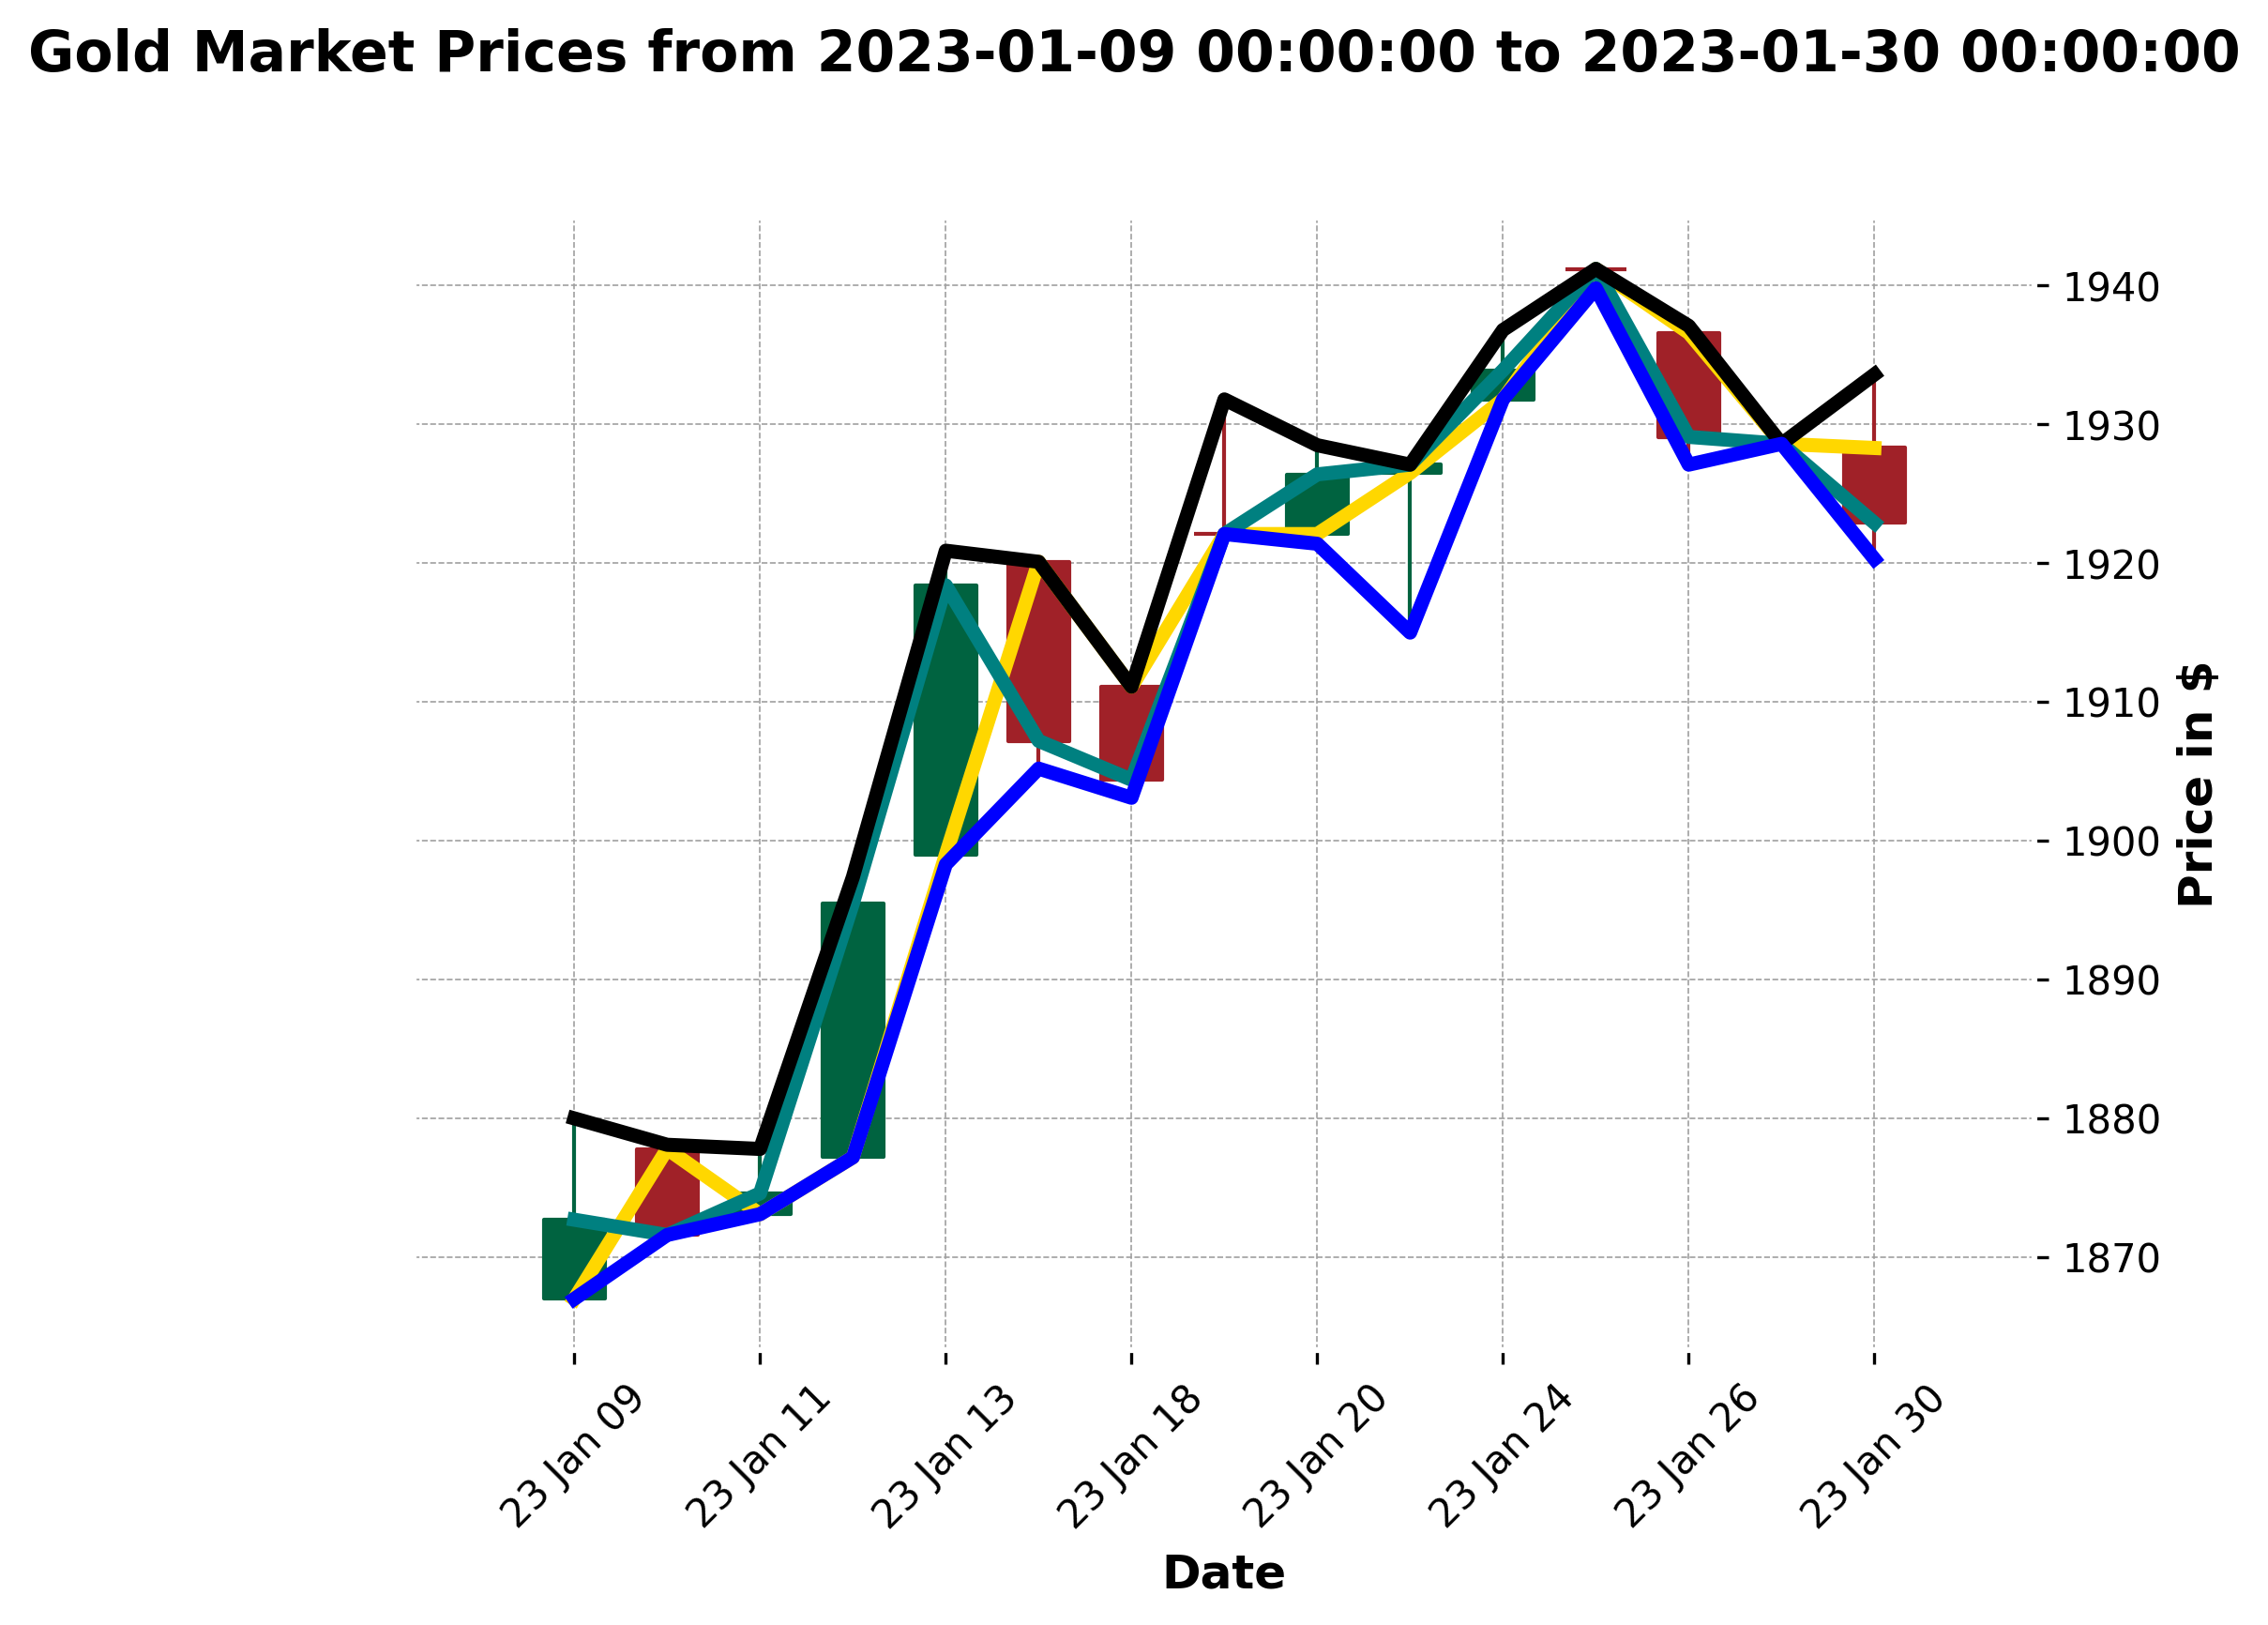 Gold Market Prices from 2023-01-09 00:00:00 to 2023-01-30 00:00:00
1940
1930
1920
1910
1900
1890
1880
1870
Price in $
23 Jan 09
23 Jan 11
23 Jan 13
23 Jan 18
23 Jan 20
23 Jan 24
23 Jan 26
23 Jan 30
Date